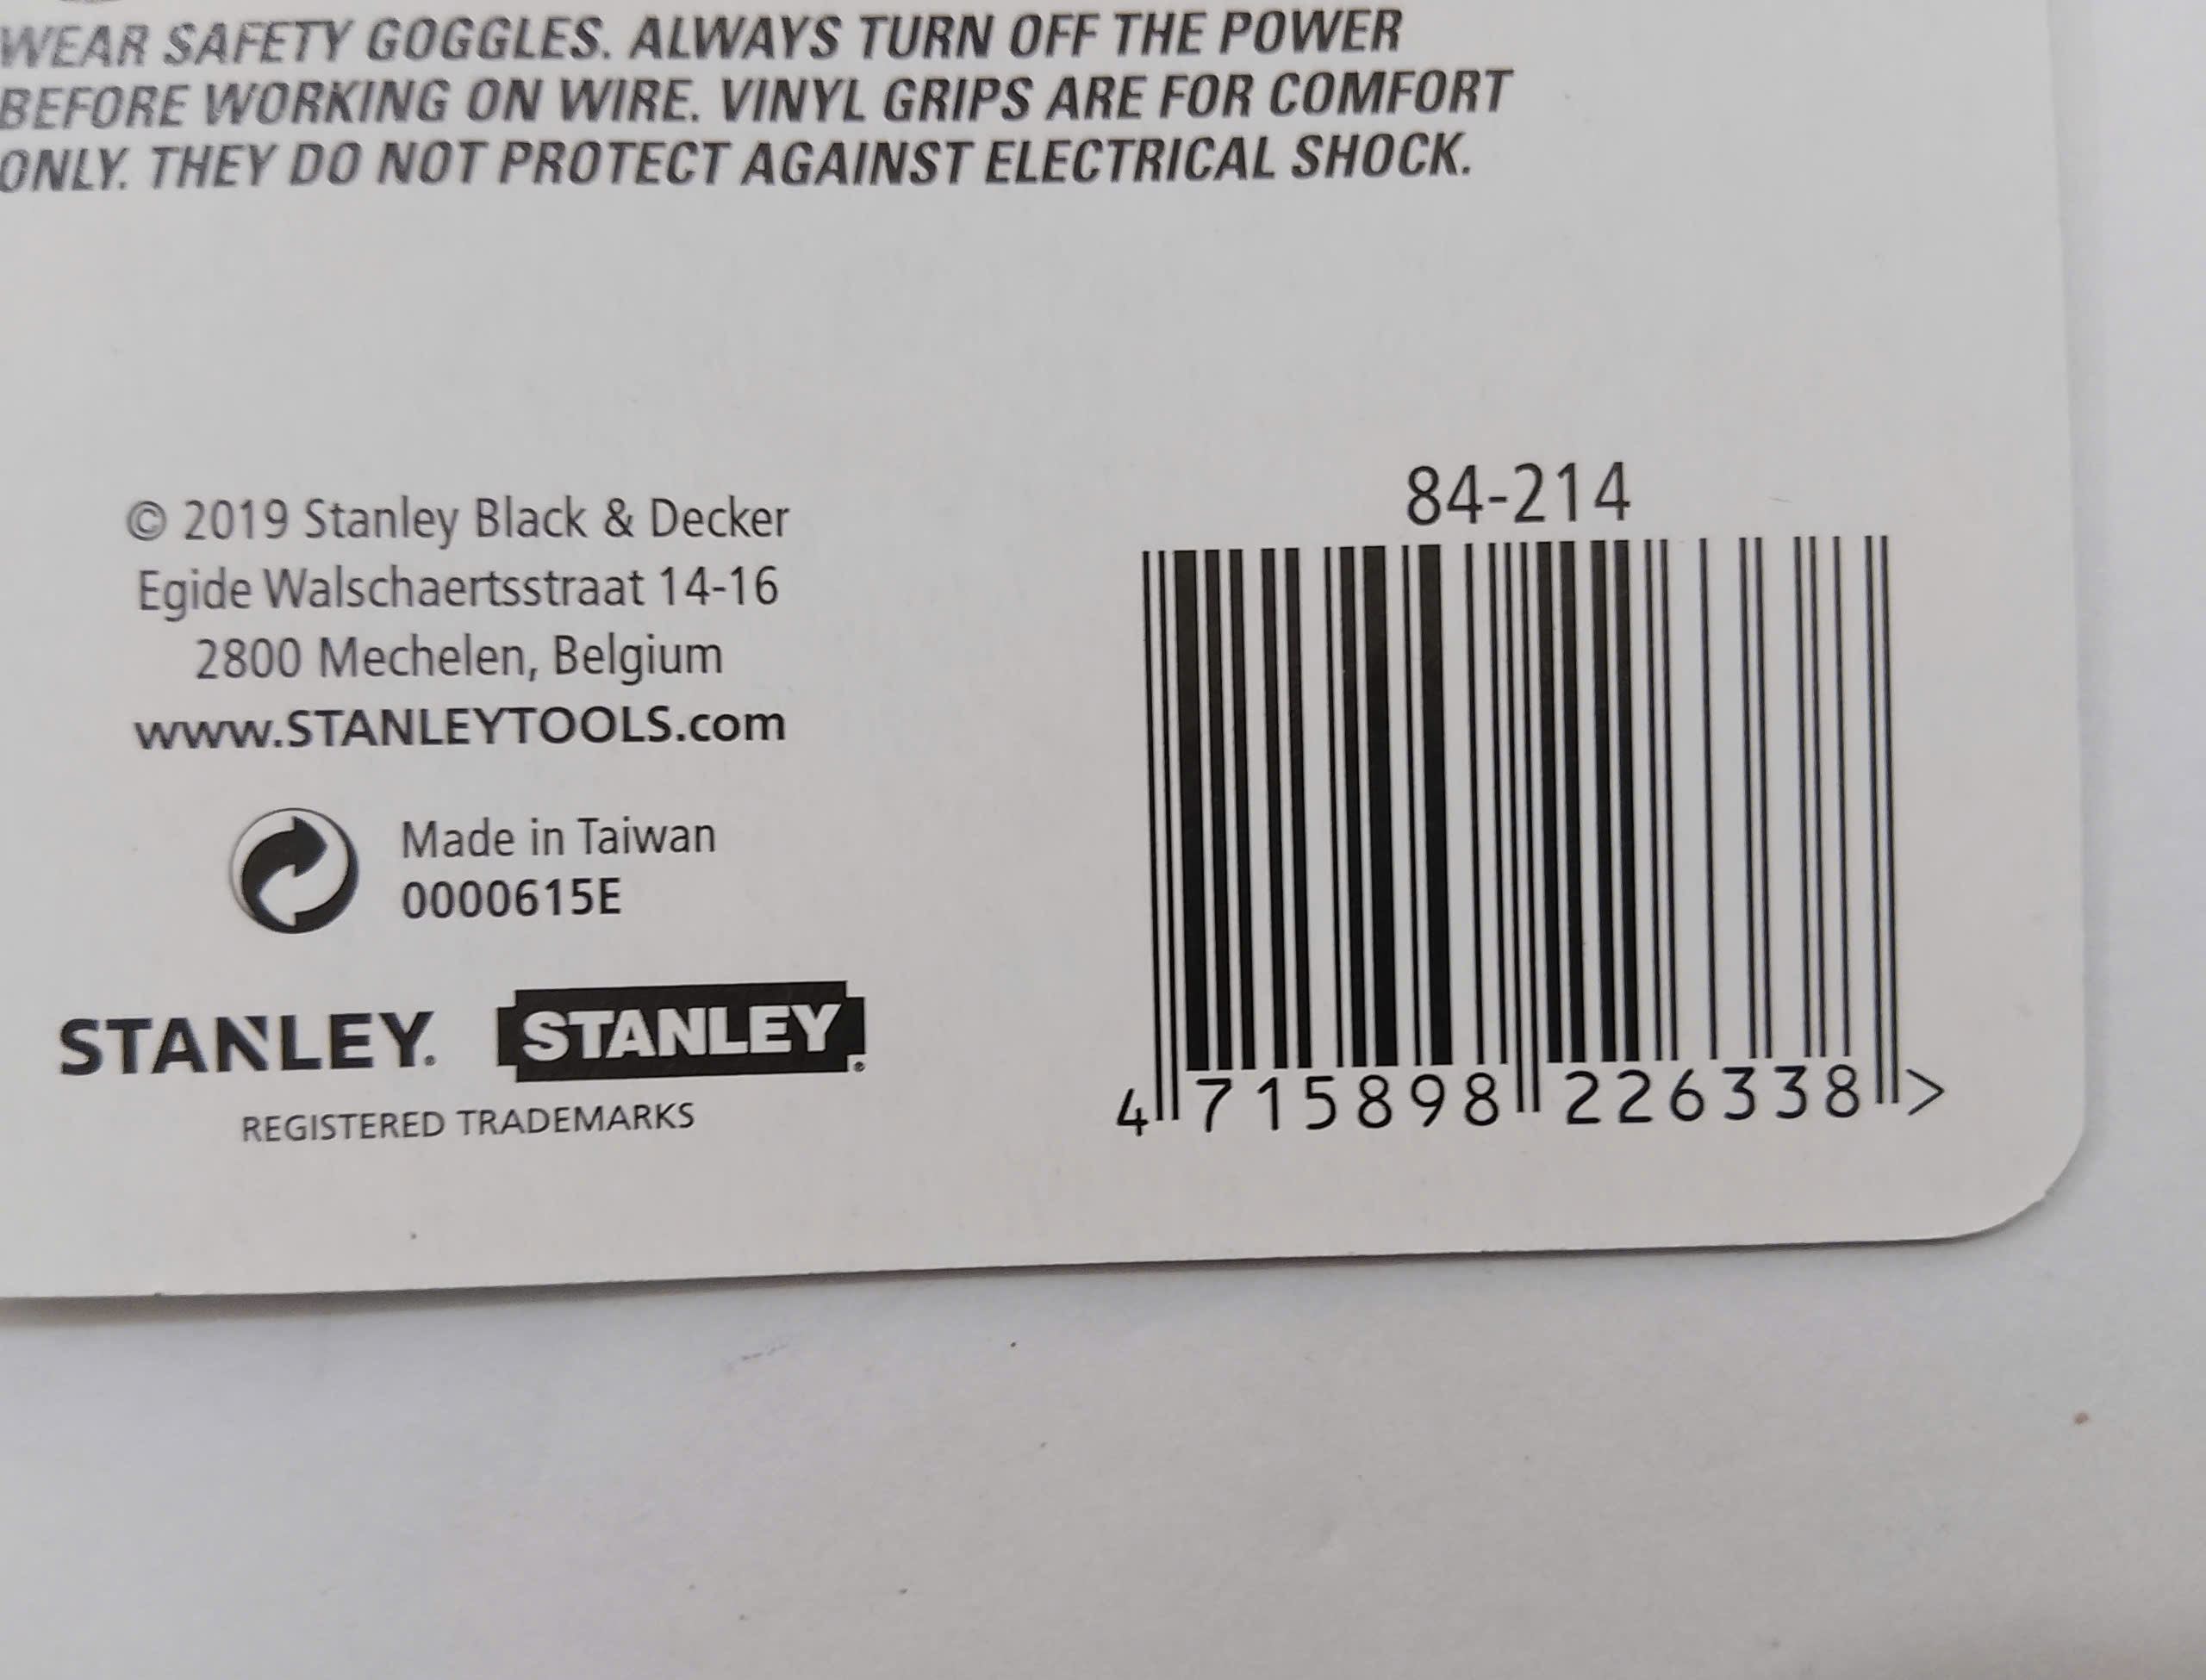 WEAR SAFETY GOGGLES. ALWAYS TURN OFF THE POWER
BEFORE WORKING ON WIRE. VINYL GRIPS ARE FOR COMFORT
ONLY. THEY DO NOT PROTECT AGAINST ELECTRICAL SHOCK.
© 2019 Stanley Black & Decker
Egide Walschaertsstraat 14-16
2800 Mechelen, Belgium
www.STANLEYTOOLS.com
Made in Taiwan
0000615E
STANLEY® STANLEY®
REGISTERED TRADEMARKS
84-214
4 715898 226338 >